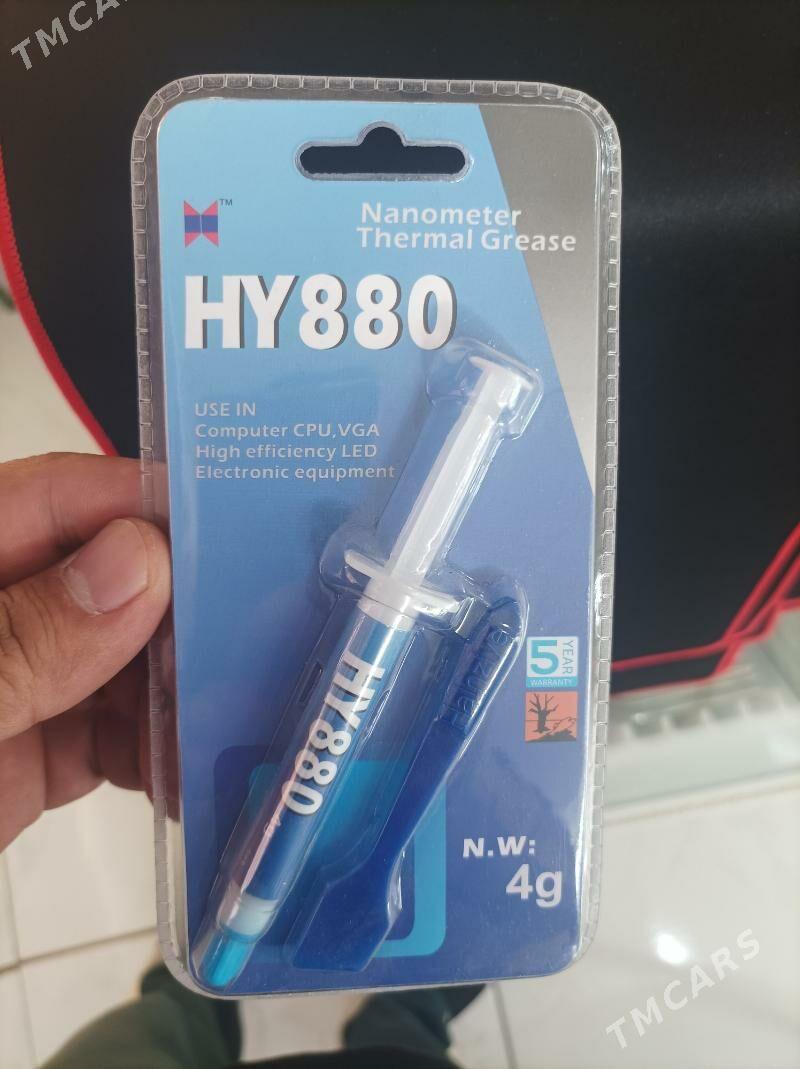 TMCARS
TM
Nanometer
Thermal Grease
HY880
USE IN
Computer CPU,VGA
High efficiency LED
Electronic equipment
HY880
5 YEAR
WARRANTY
N.W:
4g
TMCARS